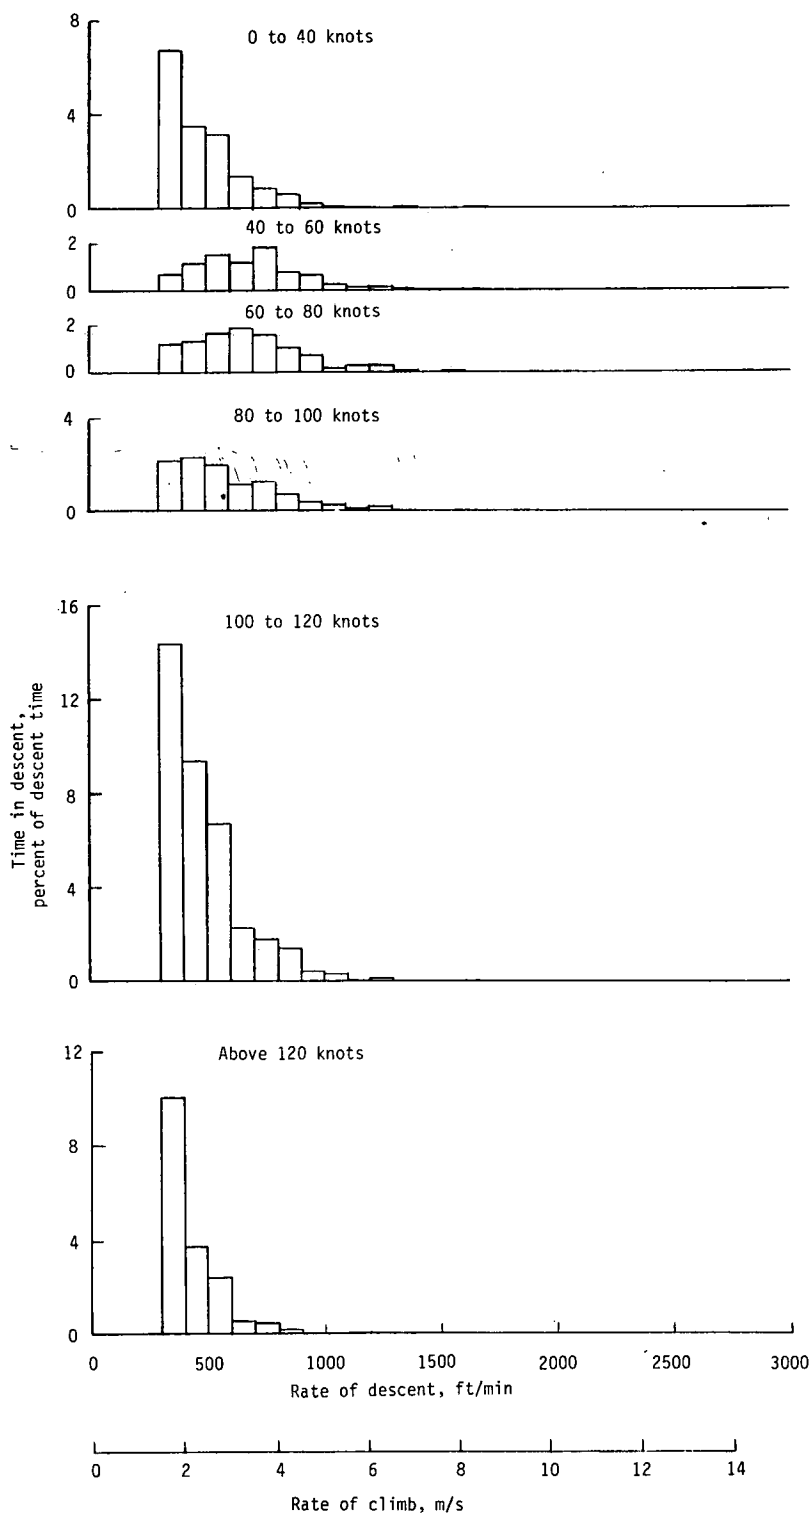 8
0 to 40 knots
4
0
40 to 60 knots
2
0
60 to 80 knots
2
0
80 to 100 knots
4
0
16
100 to 120 knots
12
8
4
0
Time in descent,
percent of descent time
Above 120 knots
12
8
4
0
0 500 1000 1500 2000 2500 3000
Rate of descent, ft/min
0 2 4 6 8 10 12 14
Rate of climb, m/s